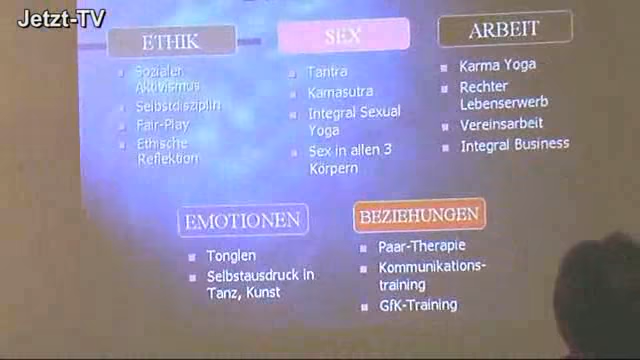 Jetzt-TV
ETHIK
Sozialer
Aktivismus
Selbstdisziplin
Fair-Play
Ethische
Reflektion
SEX
Tantra
Kamasutra
Integral Sexual
Yoga
Sex in allen 3
Körpern
ARBEIT
Karma Yoga
Rechter
Lebenserwerb
Vereinsarbeit
Integral Business
EMOTIONEN
Tonglen
Selbstausdruck in
Tanz, Kunst
BEZIEHUNGEN
Paar-Therapie
Kommunikations-
training
GfK-Training